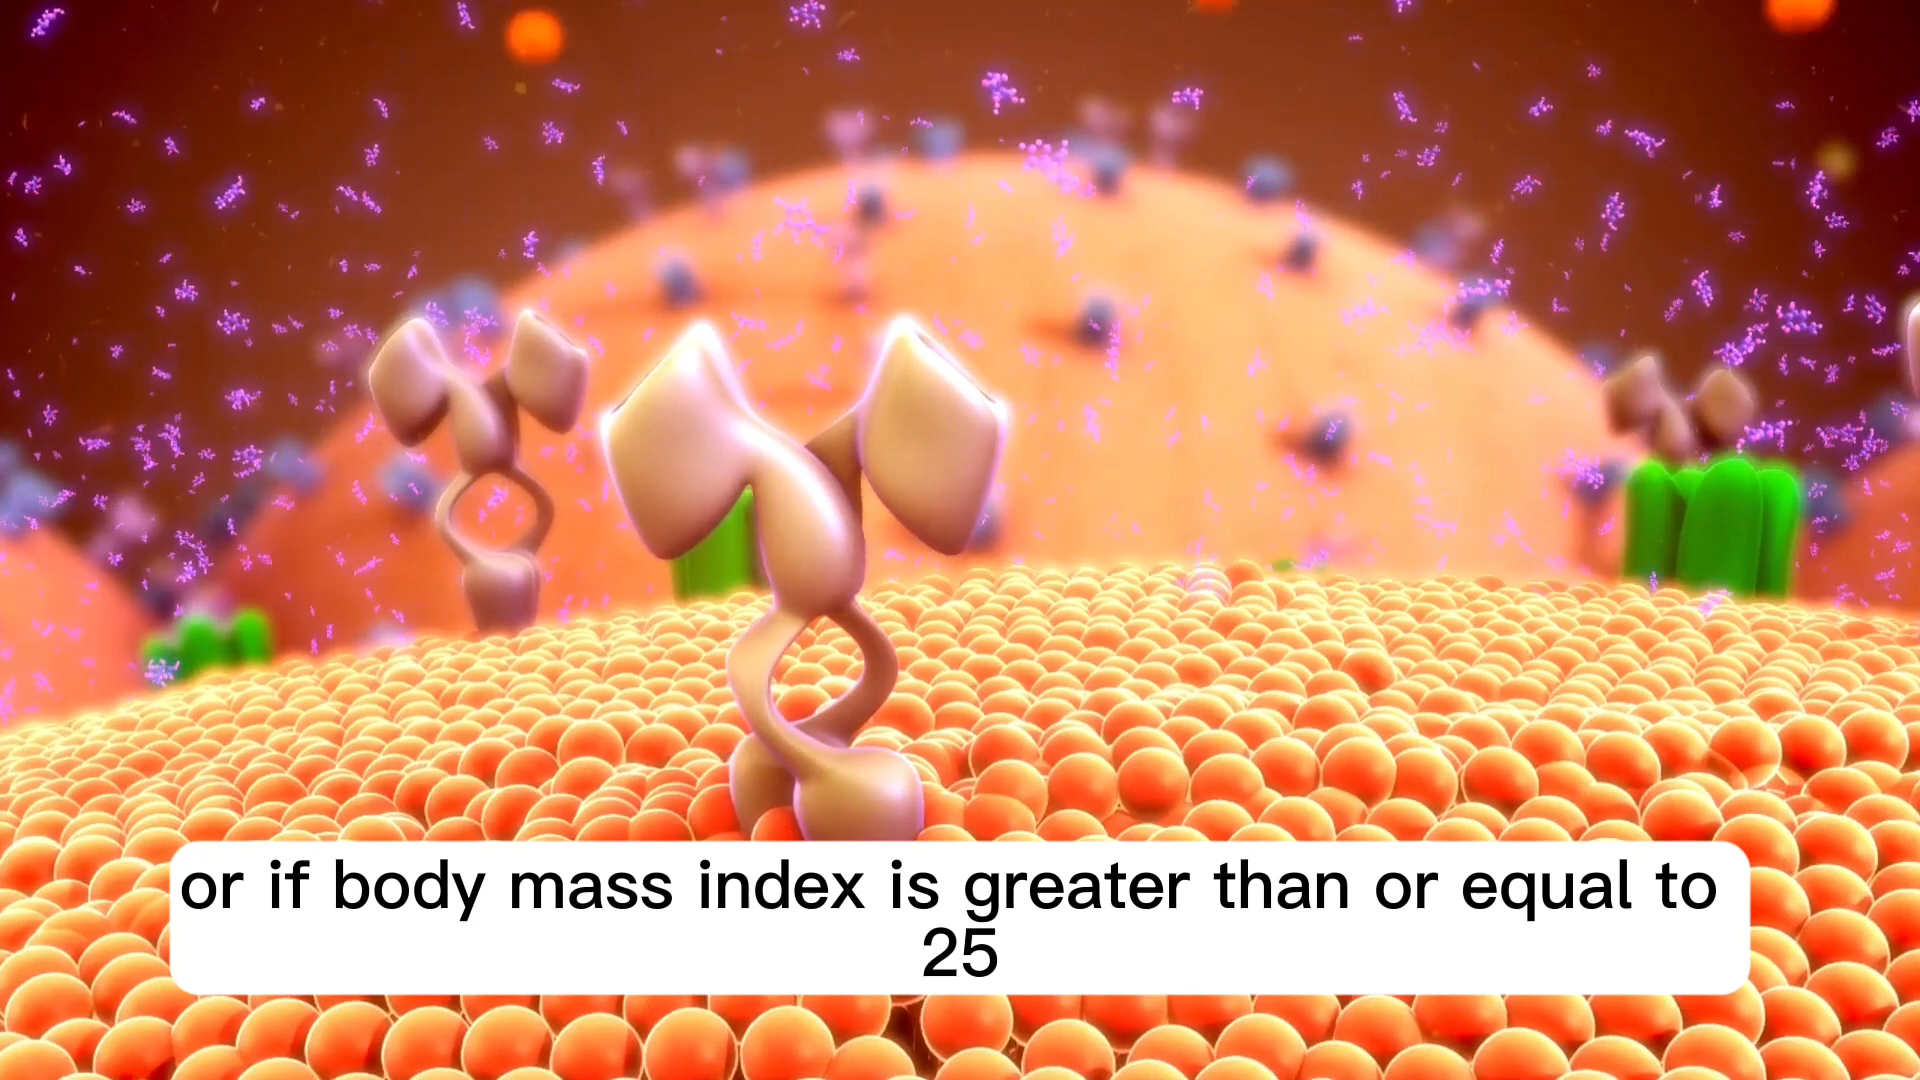 or if body mass index is greater than or equal to
25